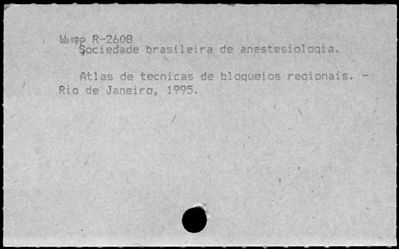 Шифр R-2608
Sociedade brasileira de anestesiologia.
Atlas de tecnicas de bloqueios regionais. -
Rio de Janeiro, 1995.